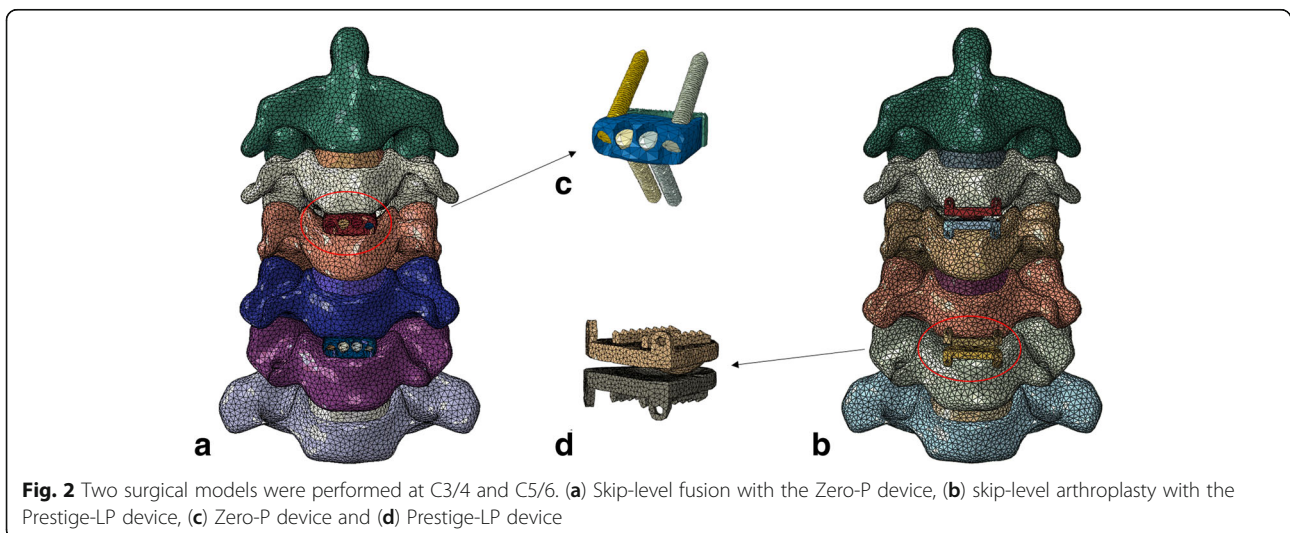 c
a
d
b
Fig. 2 Two surgical models were performed at C3/4 and C5/6. (a) Skip-level fusion with the Zero-P device, (b) skip-level arthroplasty with the
Prestige-LP device, (c) Zero-P device and (d) Prestige-LP device